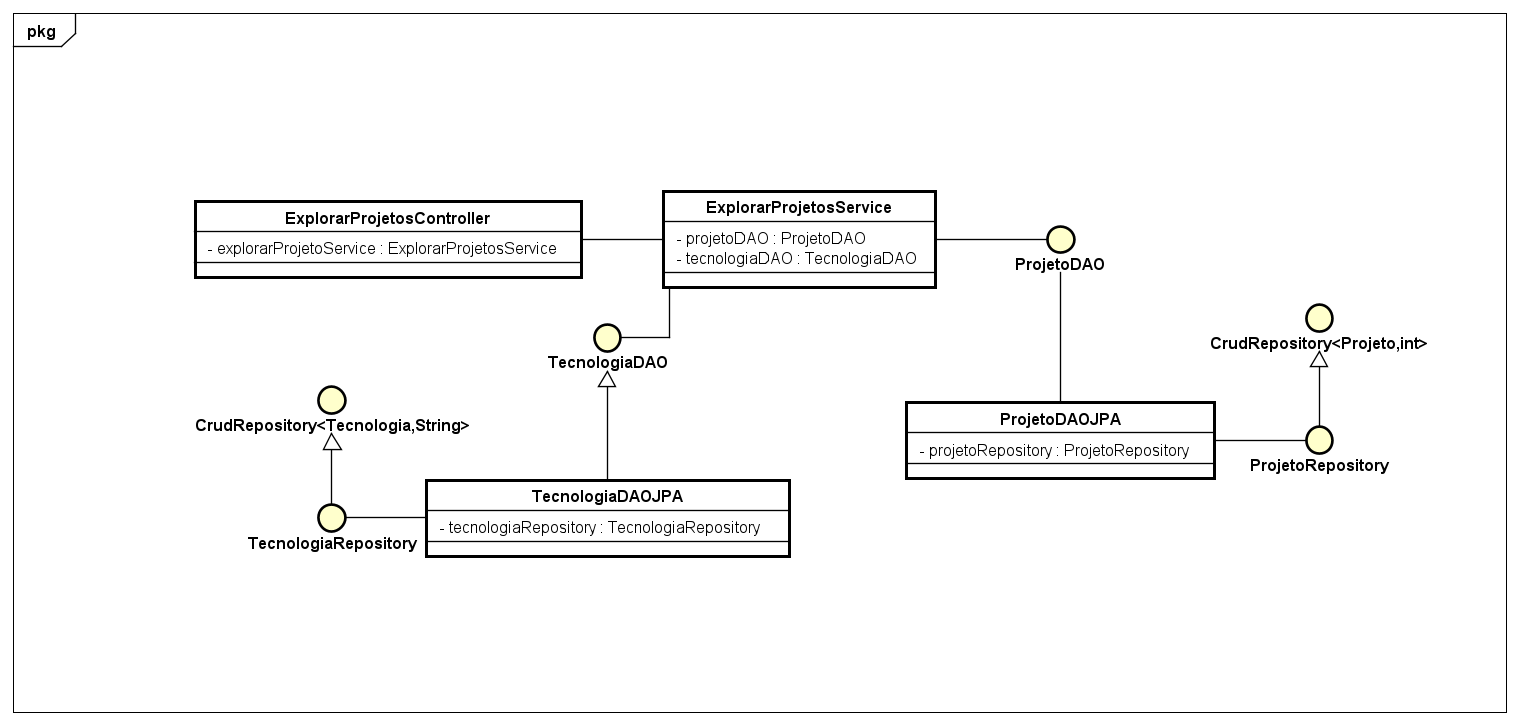 pkg
ExplorarProjetosController
- explorarProjetoService : ExplorarProjetosService
ExplorarProjetosService
- projetoDAO : ProjetoDAO
- tecnologiaDAO : TecnologiaDAO
ProjetoDAO
TecnologiaDAO
CrudRepository<Projeto,int>
CrudRepository<Tecnologia,String>
ProjetoDAOJPA
- projetoRepository : ProjetoRepository
ProjetoRepository
TecnologiaDAOJPA
- tecnologiaRepository : TecnologiaRepository
TecnologiaRepository